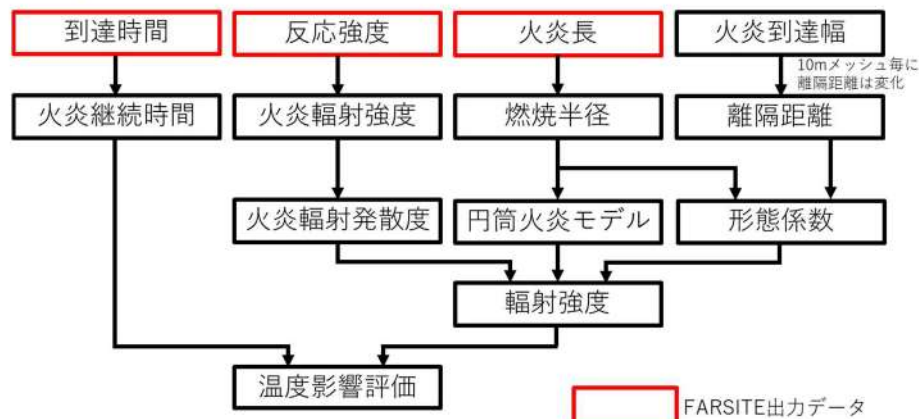 到達時間
反応強度
火炎長
火炎到達幅
10mメッシュ毎に
離隔距離は変化
火炎継続時間
火炎輻射強度
燃焼半径
離隔距離
火炎輻射発散度
円筒火炎モデル
形態係数
輻射強度
温度影響評価
FARSITE出力データ